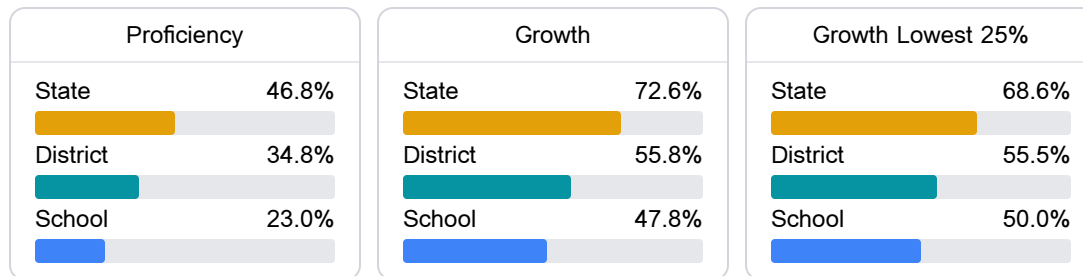 Proficiency
State 46.8%
District 34.8%
School 23.0%
Growth
State 72.6%
District 55.8%
School 47.8%
Growth Lowest 25%
State 68.6%
District 55.5%
School 50.0%